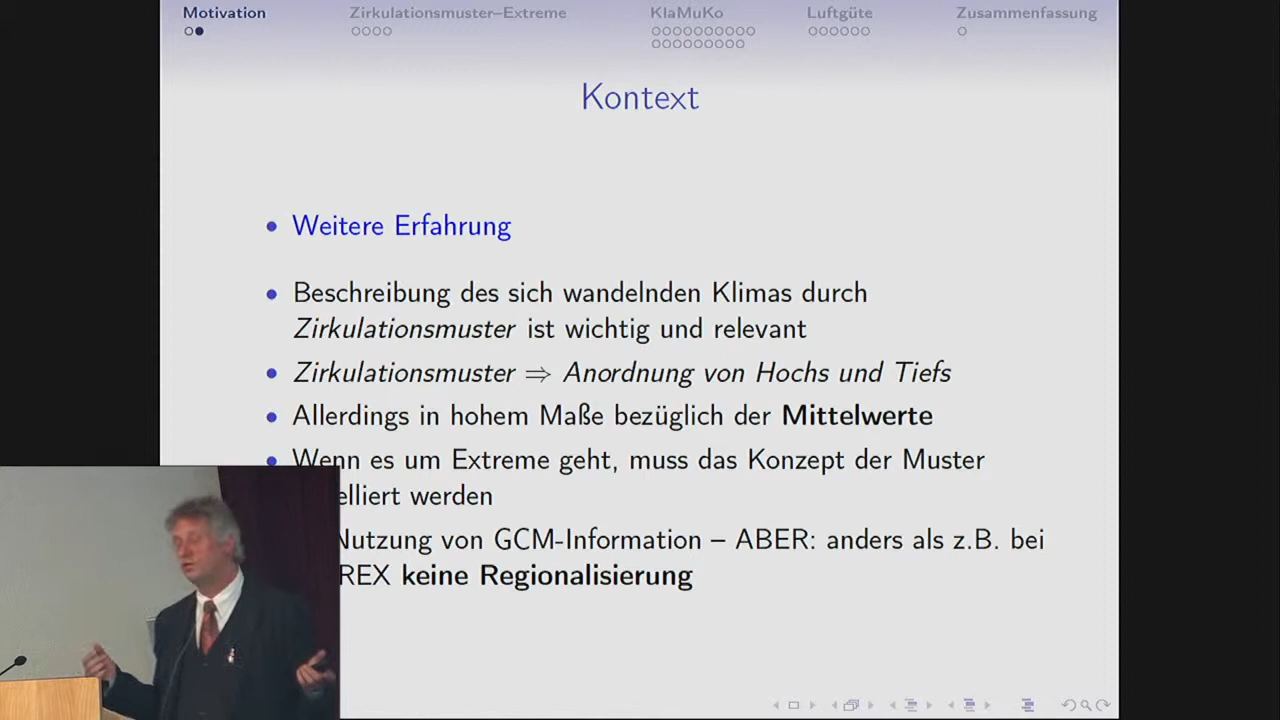 Motivation Zirkulationsmuster–Extreme KlaMuKo Luftgüte Zusammenfassung
Kontext
• Weitere Erfahrung
• Beschreibung des sich wandelnden Klimas durch
Zirkulationsmuster ist wichtig und relevant
• Zirkulationsmuster ⇒ Anordnung von Hochs und Tiefs
• Allerdings in hohem Maße bezüglich der Mittelwerte
• Wenn es um Extreme geht, muss das Konzept der Muster
elliert werden
Nutzung von GCM-Information – ABER: anders als z.B. bei
REX keine Regionalisierung